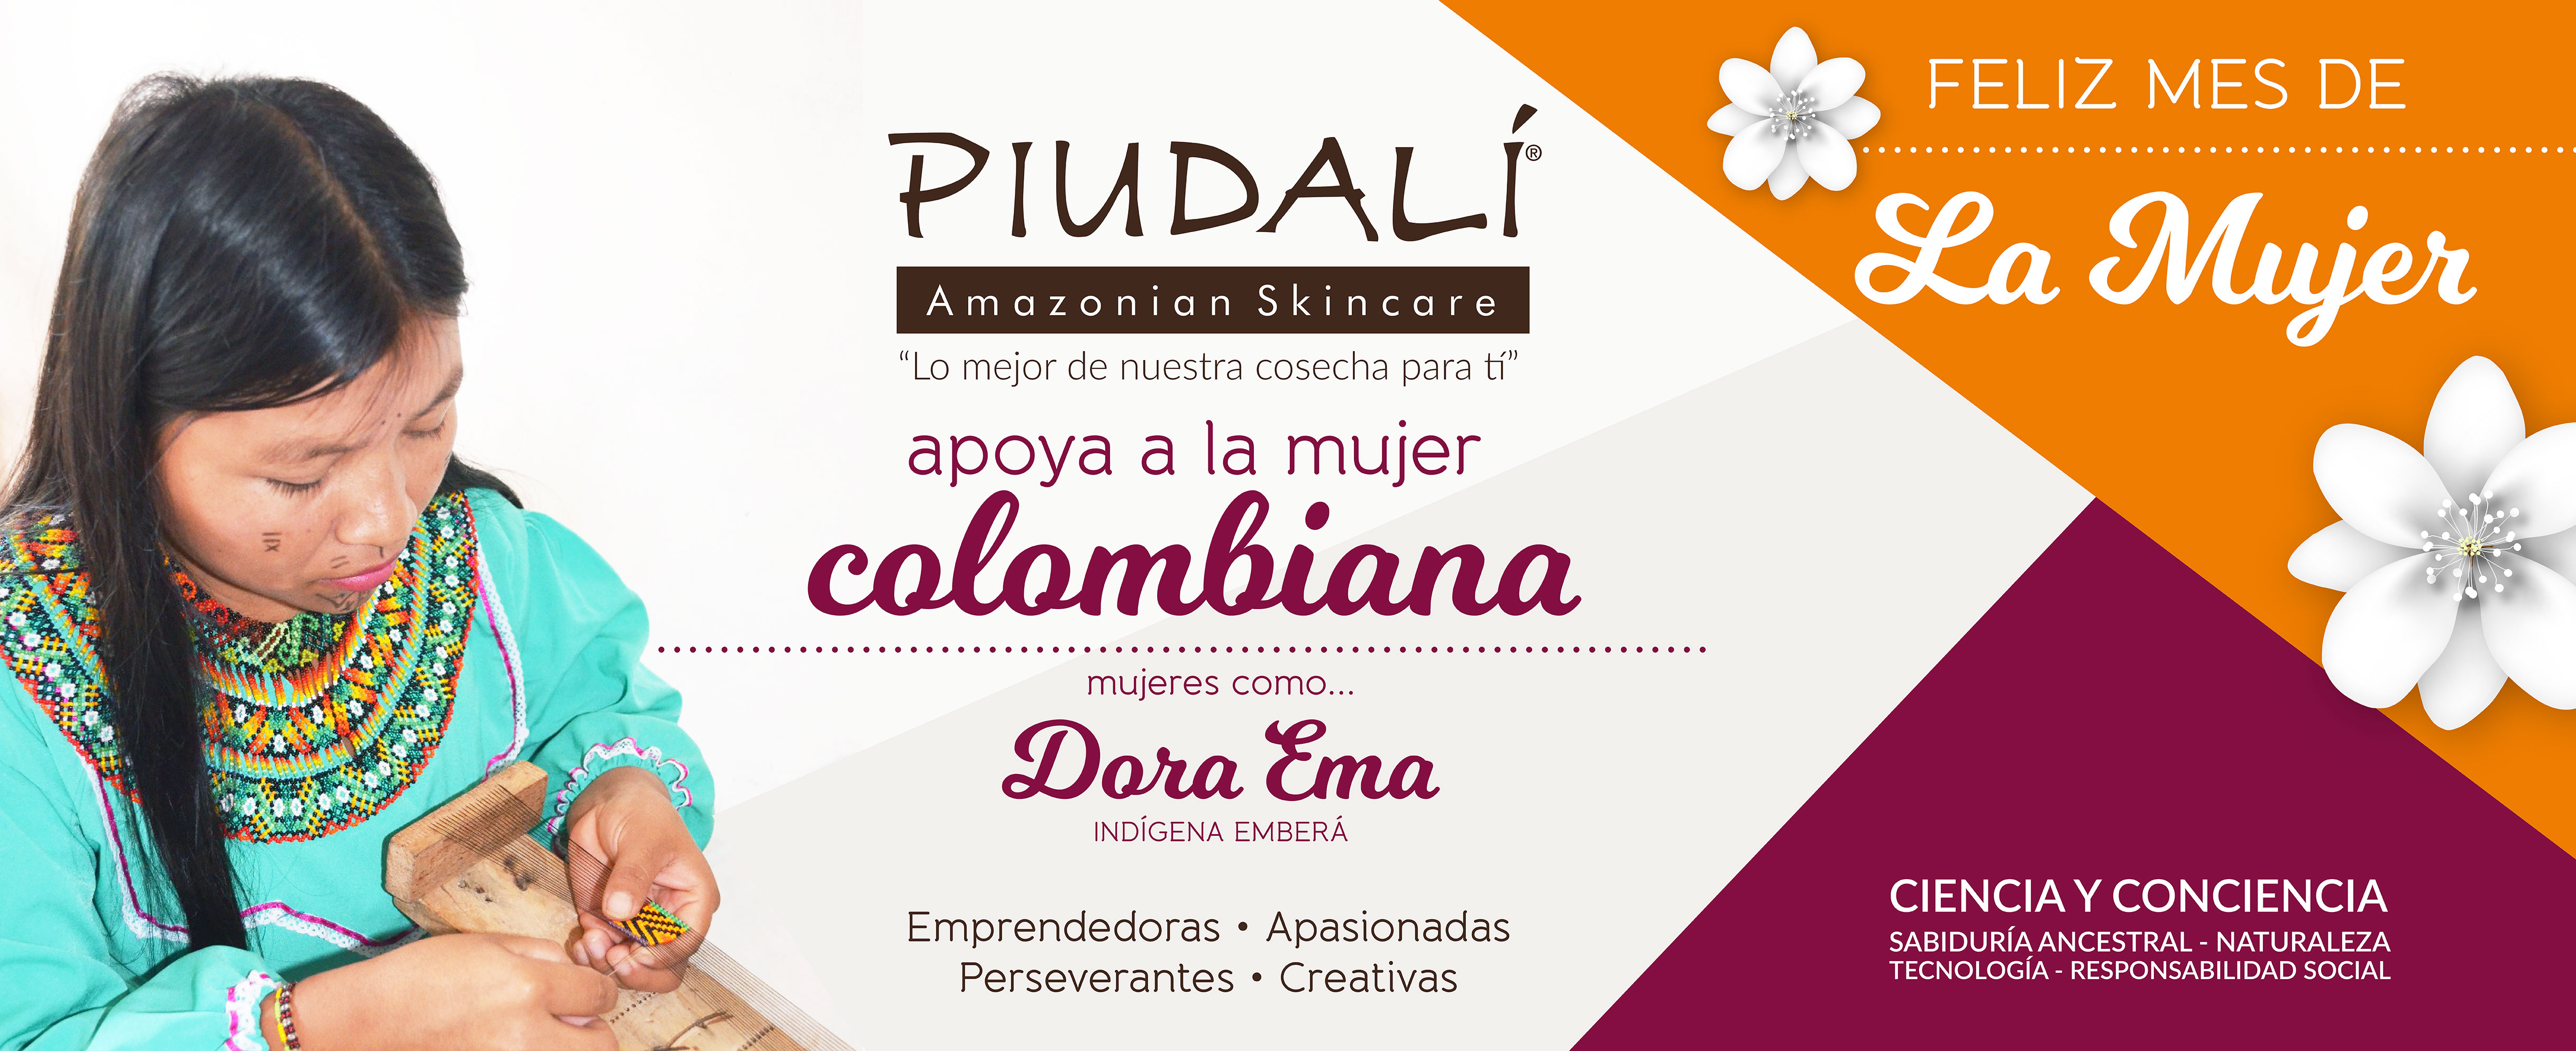 PIUDALÍ®
Amazonian Skincare
“Lo mejor de nuestra cosecha para tí”
apoya a la mujer
colombiana
mujeres como...
Dora Ema
INDÍGENA EMBERÁ
Emprendedoras • Apasionadas
Perseverantes • Creativas
FELIZ MES DE
La Mujer
CIENCIA Y CONCIENCIA
SABIDURÍA ANCESTRAL - NATURALEZA
TECNOLOGÍA - RESPONSABILIDAD SOCIAL